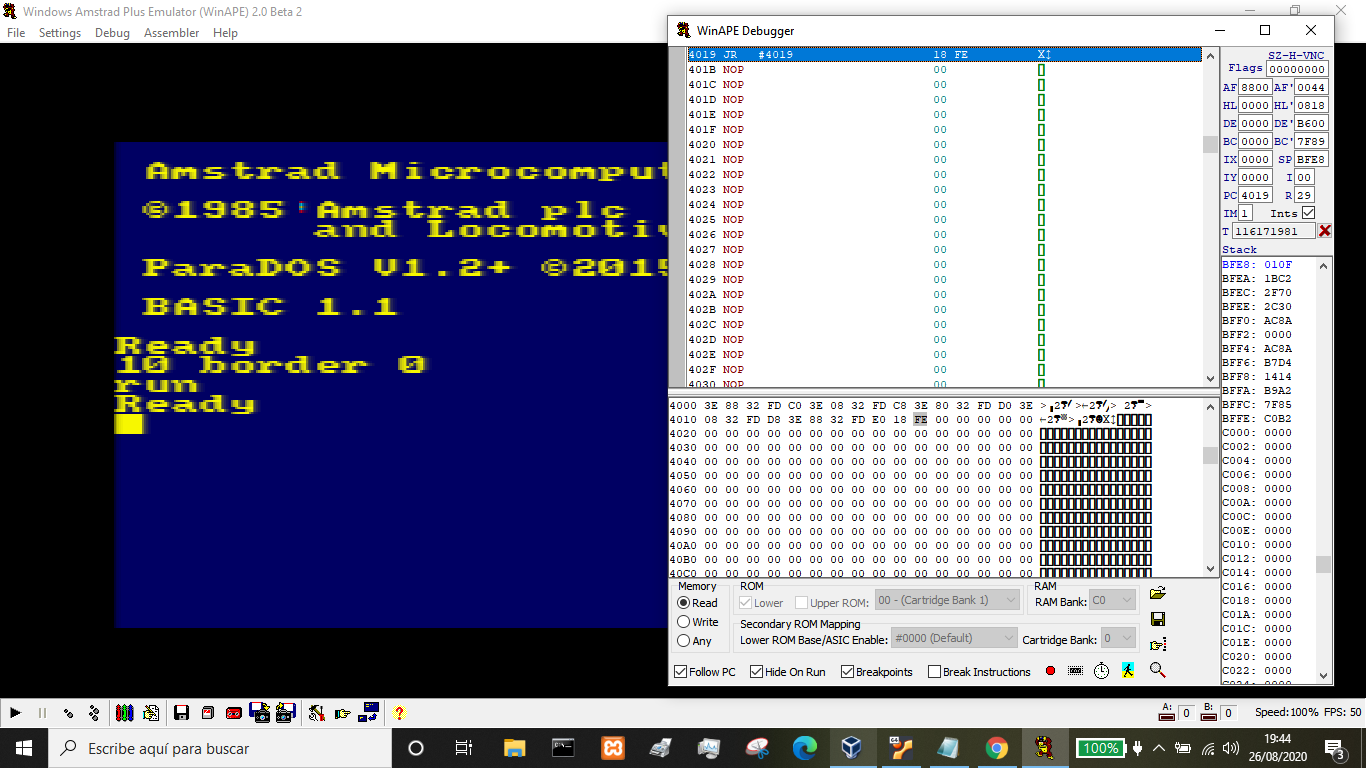 Windows Amstrad Plus Emulator (WinAPE) 2.0 Beta 2
File Settings Debug Assembler Help
Amstrad Microcomput
©1985 Amstrad plc
and Locomotiv
ParaDOS V1.2+ ©2015
BASIC 1.1
Ready
10 border 0
run
Ready
WinAPE Debugger
4019 JR #4019 18 FE
401B NOP 00
401C NOP 00
401D NOP 00
401E NOP 00
401F NOP 00
4020 NOP 00
4021 NOP 00
4022 NOP 00
4023 NOP 00
4024 NOP 00
4025 NOP 00
4026 NOP 00
4027 NOP 00
4028 NOP 00
4029 NOP 00
402A NOP 00
402B NOP 00
402C NOP 00
402D NOP 00
402E NOP 00
402F NOP 00
4030 NOP 00
SZ-H-VNC
Flags 00000000
AF 8800 AF' 0044
HL 0000 HL' 0818
DE 0000 DE' B600
BC 0000 BC' 7F89
IX 0000 SP BFE8
IY 0000 I 00
PC 4019 R 29
IM 1 Ints
T 116171981
Stack
BFE8: 010F
BFEA: 1BC2
BFEC: 2F70
BFEE: 2C30
BFF0: AC8A
BFF2: 0000
BFF4: AC8A
BFF6: B7D4
BFF8: 1414
BFFA: B9A2
BFFC: 7F85
BFFE: C0B2
C000: 0000
C002: 0000
C004: 0000
C006: 0000
C008: 0000
C00A: 0000
C00C: 0000
C00E: 0000
C010: 0000
C012: 0000
C014: 0000
C016: 0000
C018: 0000
C01A: 0000
C01C: 0000
C01E: 0000
C020: 0000
C022: 0000
C024: 0000
4000 3E 88 32 FD C0 3E 08 32 FD C8 3E 80 32 FD D0 3E
4010 08 32 FD D8 3E 88 32 FD E0 18 FE 00 00 00 00 00
4020 00 00 00 00 00 00 00 00 00 00 00 00 00 00 00 00
4030 00 00 00 00 00 00 00 00 00 00 00 00 00 00 00 00
4040 00 00 00 00 00 00 00 00 00 00 00 00 00 00 00 00
4050 00 00 00 00 00 00 00 00 00 00 00 00 00 00 00 00
4060 00 00 00 00 00 00 00 00 00 00 00 00 00 00 00 00
4070 00 00 00 00 00 00 00 00 00 00 00 00 00 00 00 00
4080 00 00 00 00 00 00 00 00 00 00 00 00 00 00 00 00
4090 00 00 00 00 00 00 00 00 00 00 00 00 00 00 00 00
40A0 00 00 00 00 00 00 00 00 00 00 00 00 00 00 00 00
40B0 00 00 00 00 00 00 00 00 00 00 00 00 00 00 00 00
40C0 00 00 00 00 00 00 00 00 00 00 00 00 00 00 00 00
Memory
Read
Write
Any
ROM
Lower Upper ROM: 00 - (Cartridge Bank 1)
RAM
RAM Bank: C0
Secondary ROM Mapping
Lower ROM Base/ASIC Enable: #0000 (Default) Cartridge Bank: 0
Follow PC Hide On Run Breakpoints Break Instructions
A: 0 B: 0 Speed:100% FPS: 50
Escribe aquí para buscar
100%
19:44
26/08/2020
3